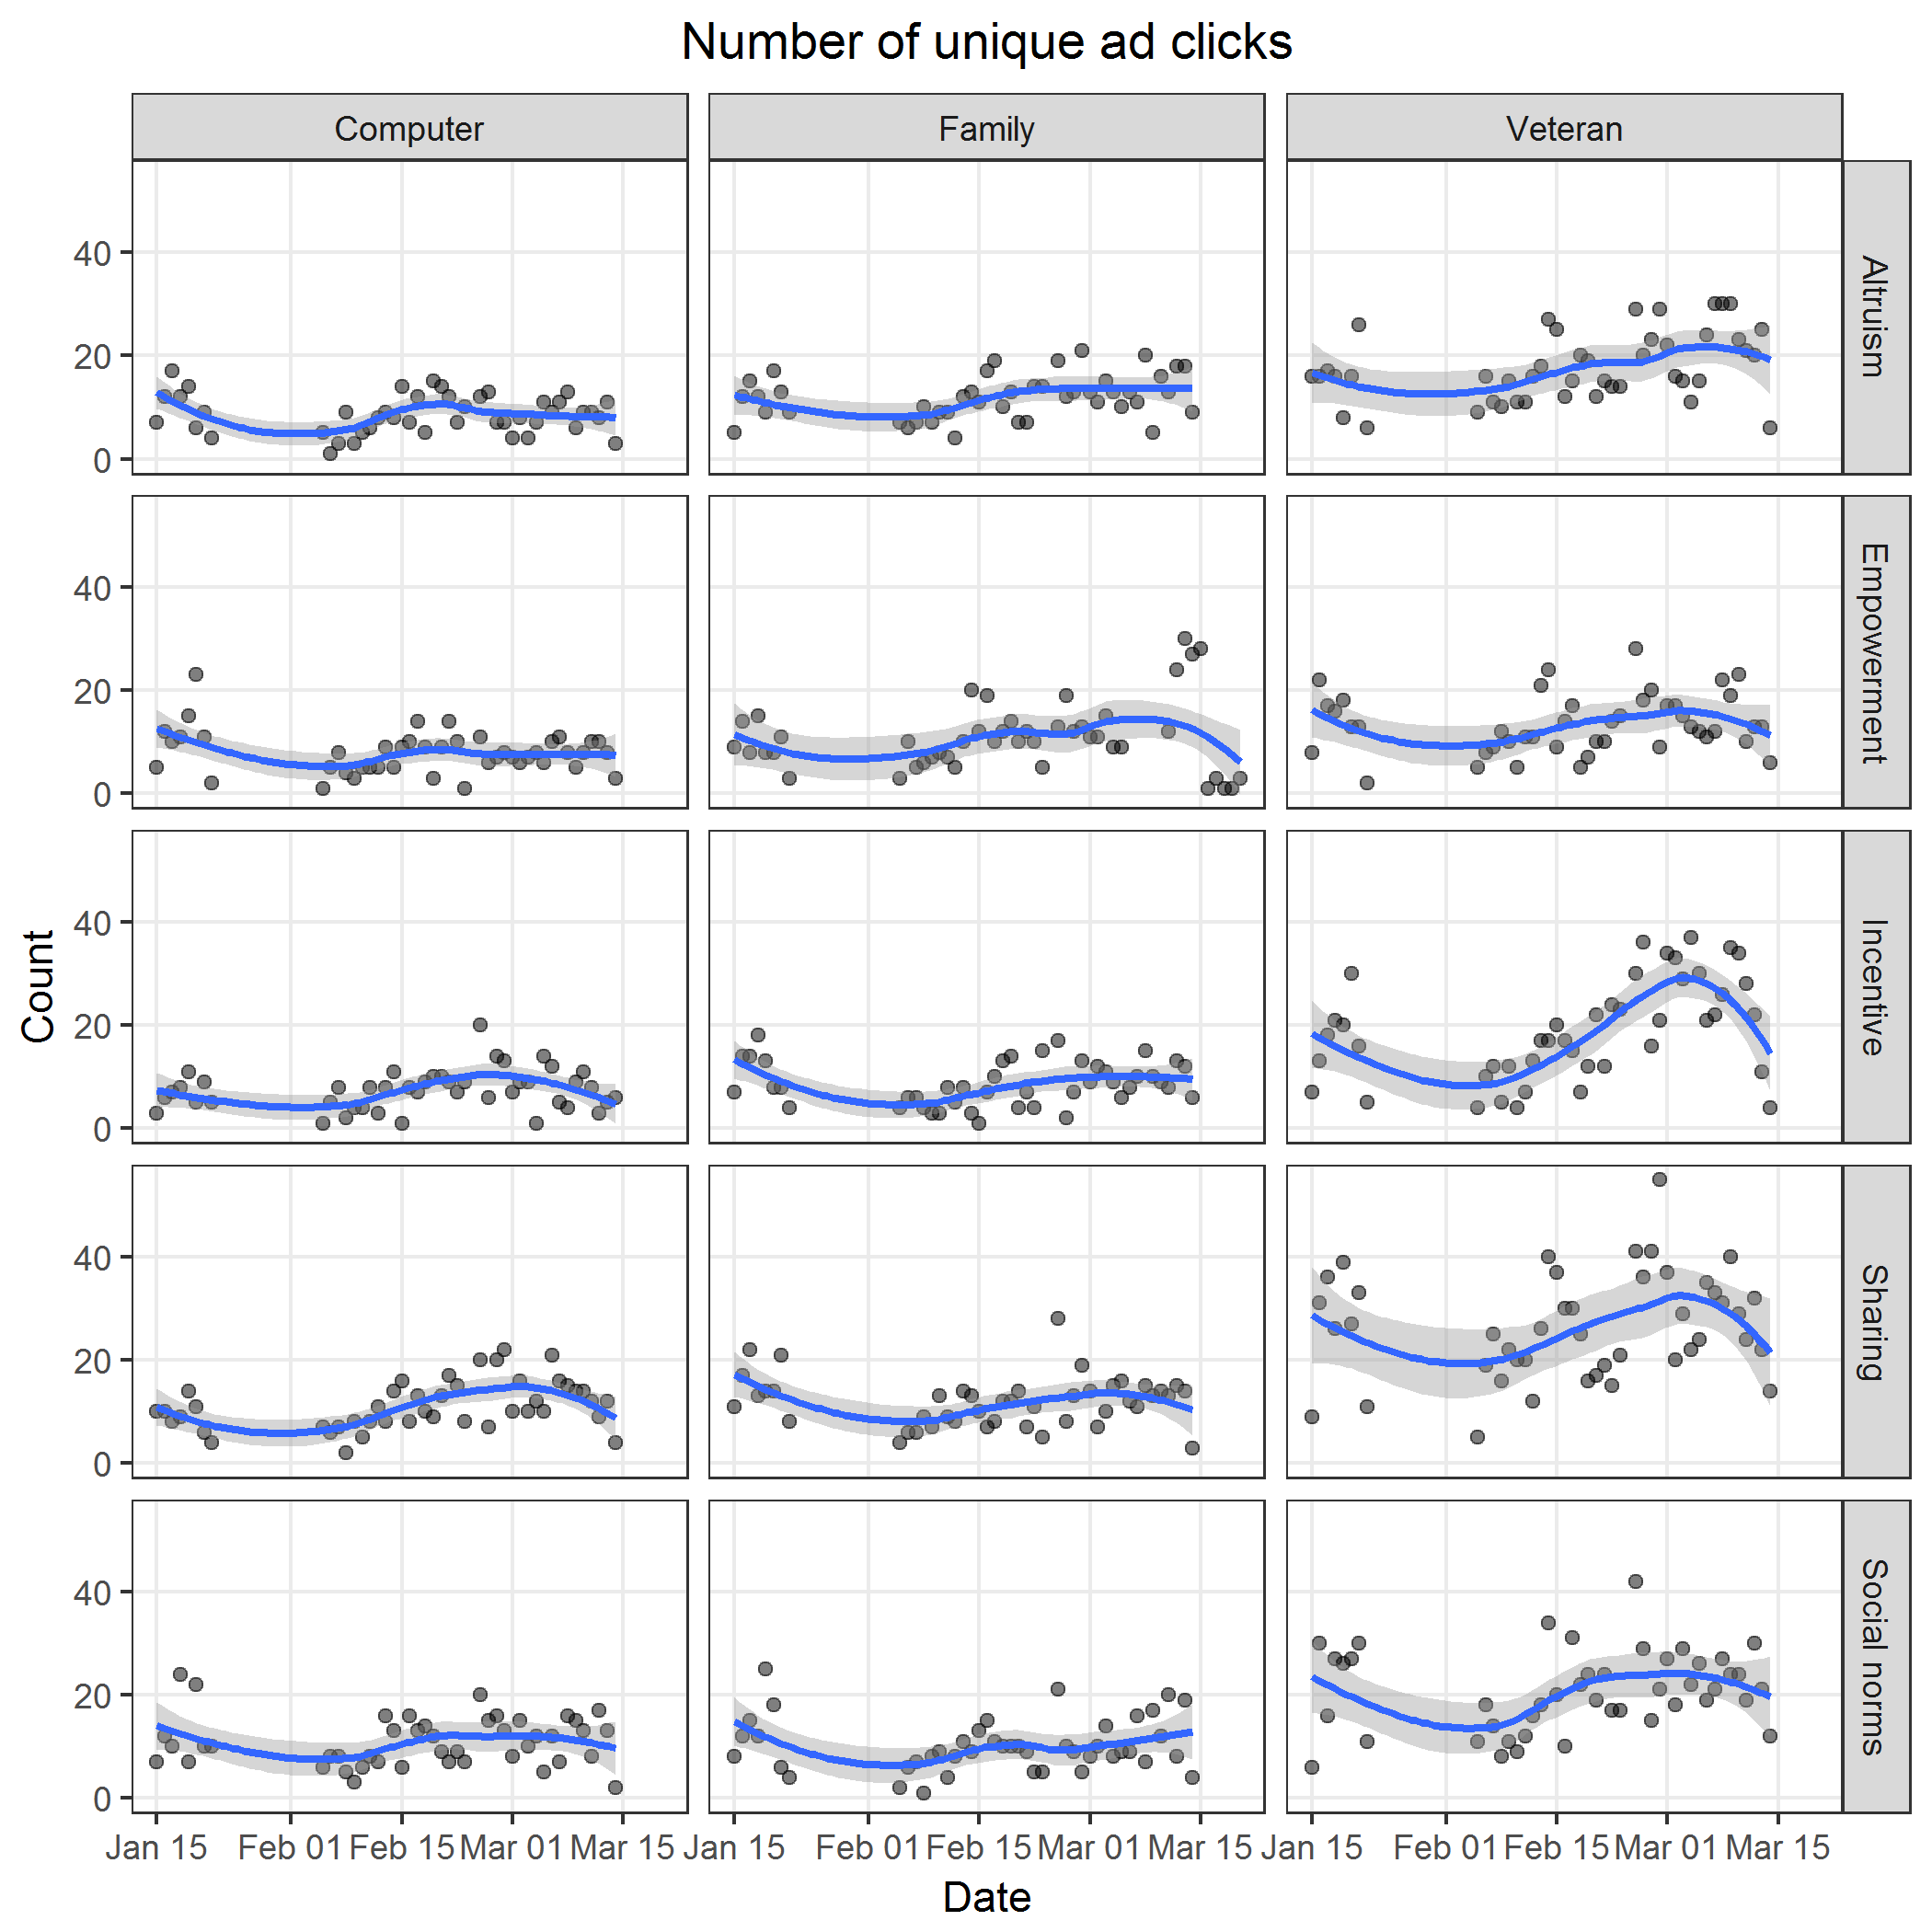 Number of unique ad clicks
Computer Family Veteran
40
20
0
Altruism
40
20
0
Empowerment
40
20
0
Incentive
40
20
0
Sharing
40
20
0
Social norms
Count
Jan 15 Feb 01 Feb 15 Mar 01 Mar 15 Jan 15 Feb 01 Feb 15 Mar 01 Mar 15 Jan 15 Feb 01 Feb 15 Mar 01 Mar 15
Date